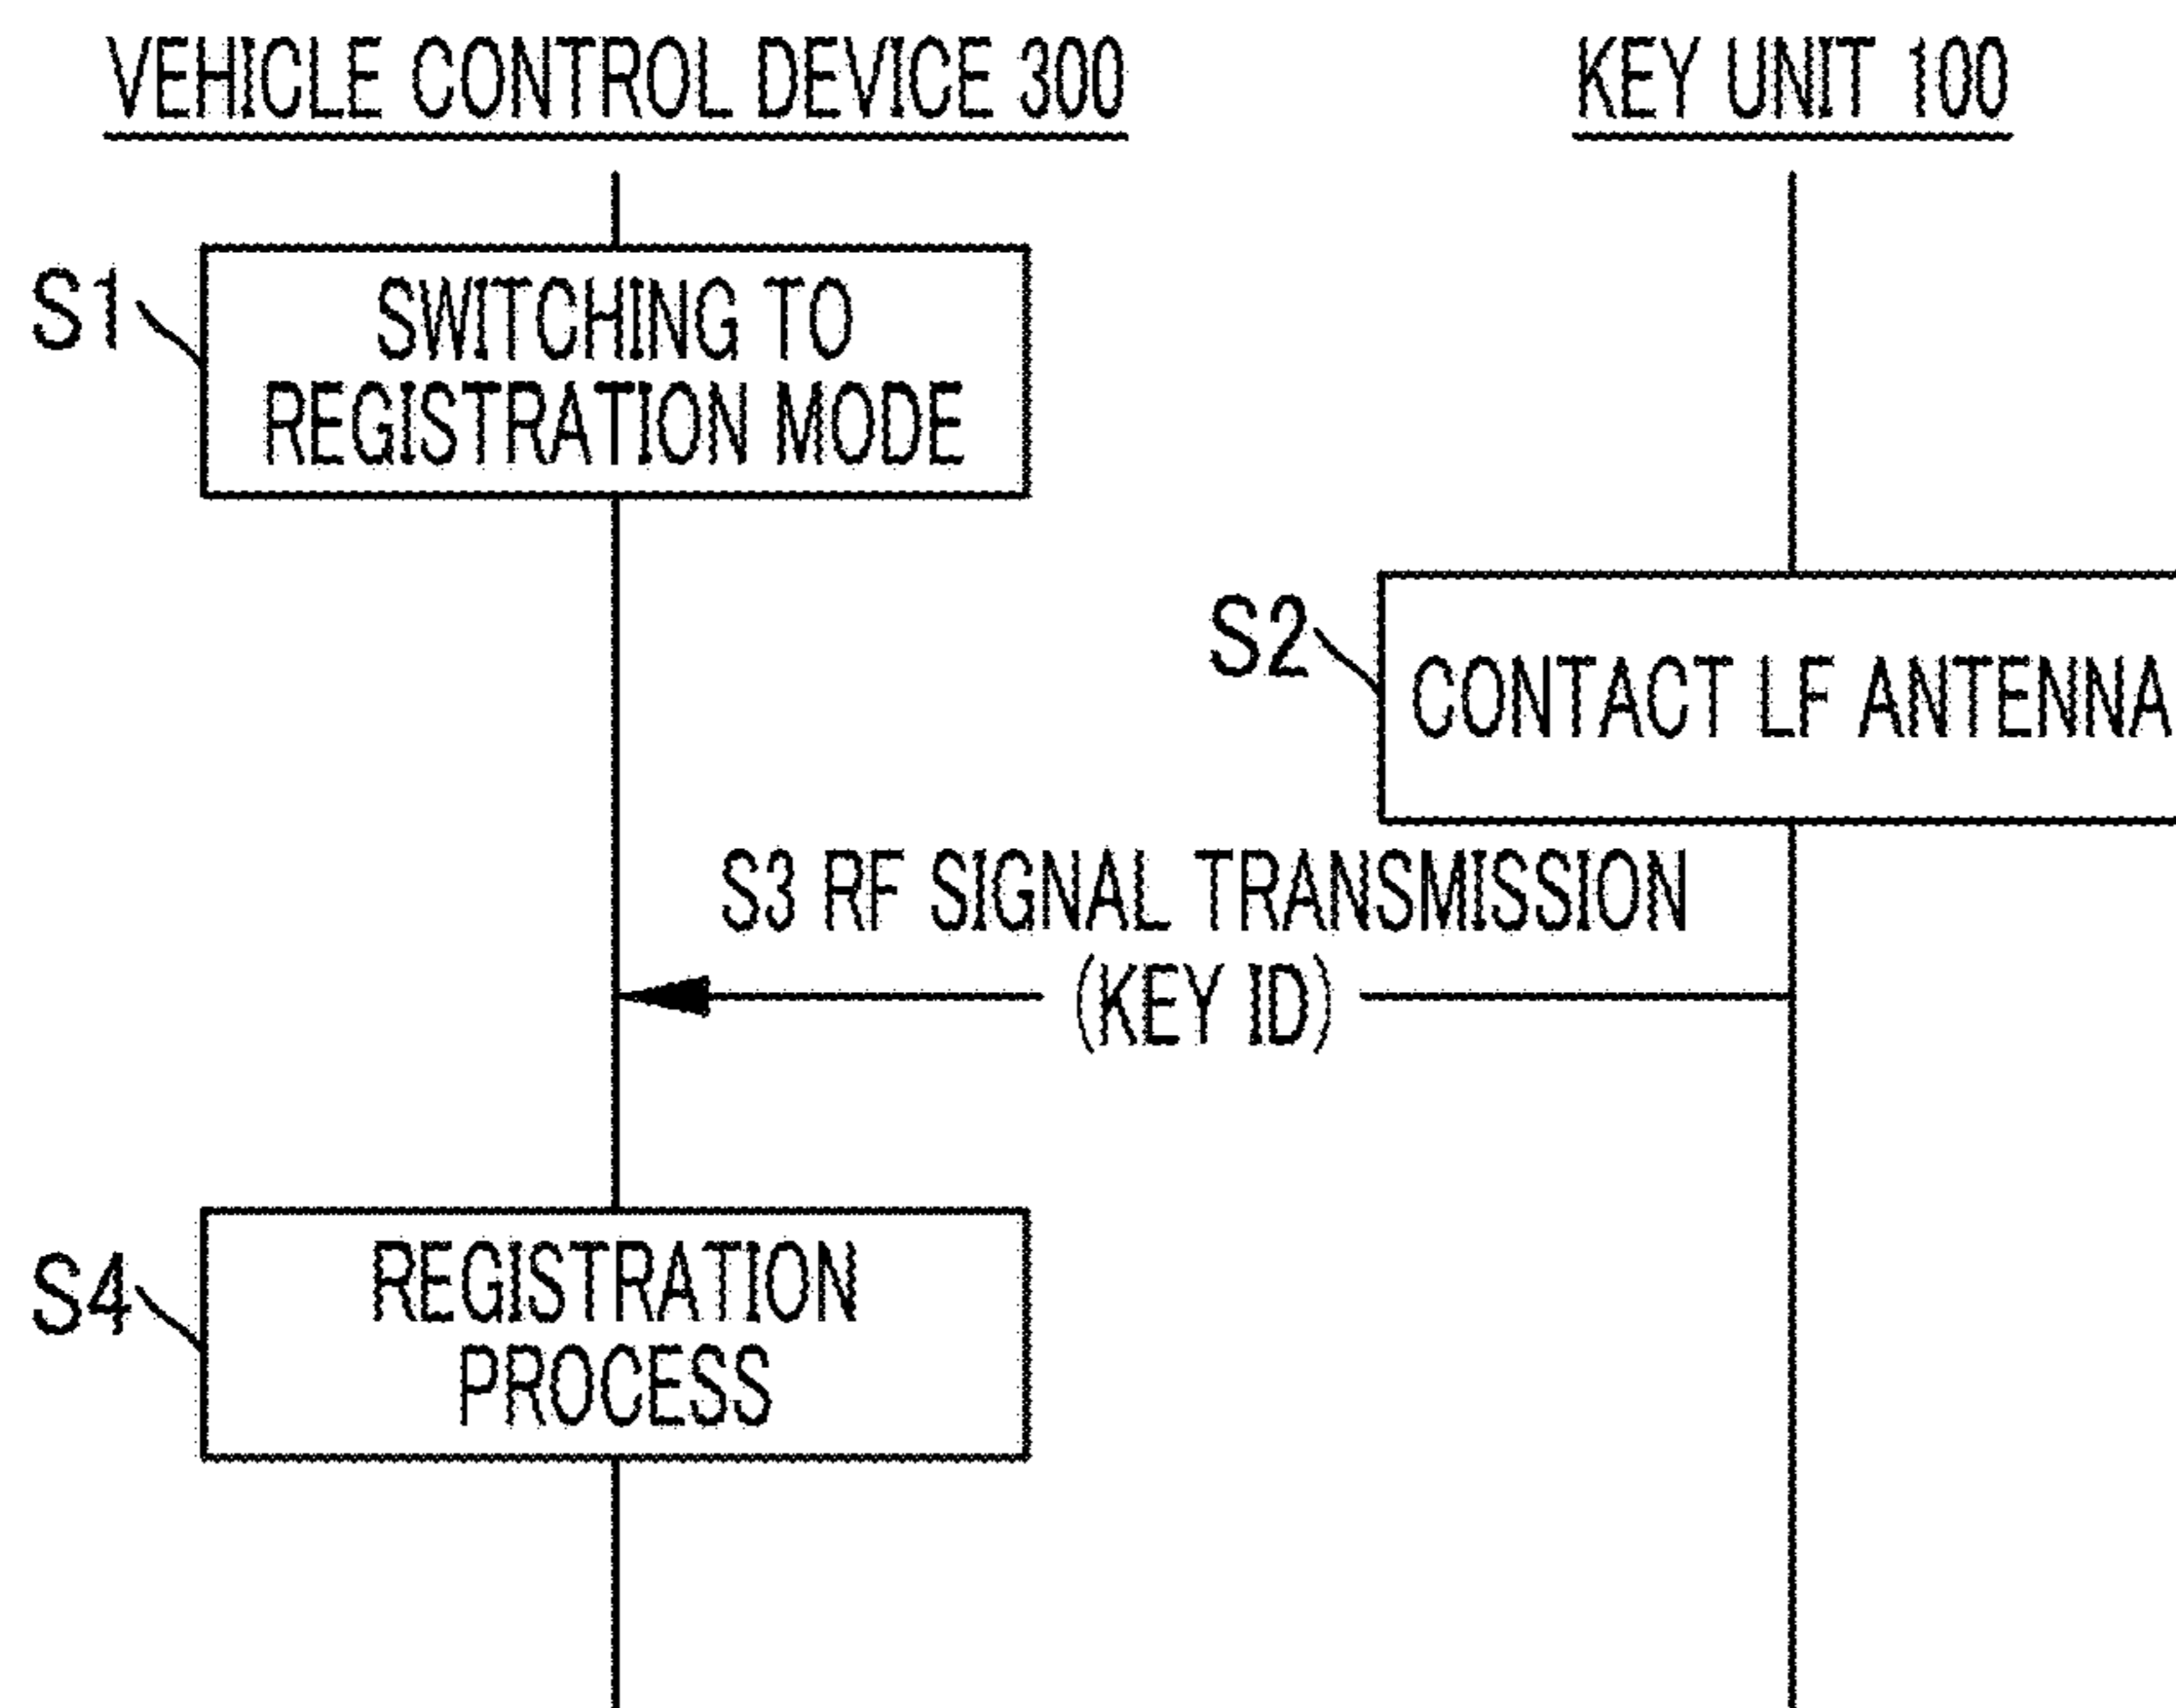 VEHICLE CONTROL DEVICE 300
KEY UNIT 100
S1
SWITCHING TO
REGISTRATION MODE
S2
CONTACT LF ANTENNA
S3 RF SIGNAL TRANSMISSION
(KEY ID)
S4
REGISTRATION
PROCESS